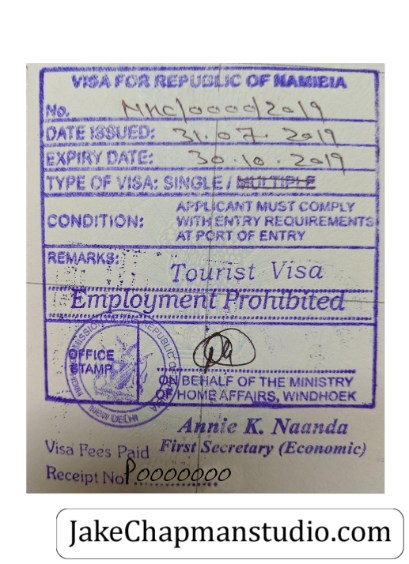 VISA FOR REPUBLIC OF NAMIBIA
No. NHC/0000/2019
DATE ISSUED: 31.07.2019
EXPIRY DATE: 30.10.2019
TYPE OF VISA: SINGLE / MULTIPLE
CONDITION: APPLICANT MUST COMPLY
WITH ENTRY REQUIREMENTS
AT PORT OF ENTRY
REMARKS:
Tourist Visa
Employment Prohibited
OFFICE
STAMP
NEW DELHI
ON BEHALF OF THE MINISTRY
OF HOME AFFAIRS, WINDHOEK
Annie K. Naanda
First Secretary (Economic)
Visa Fees Paid
Receipt No P0000000
JakeChapmanstudio.com